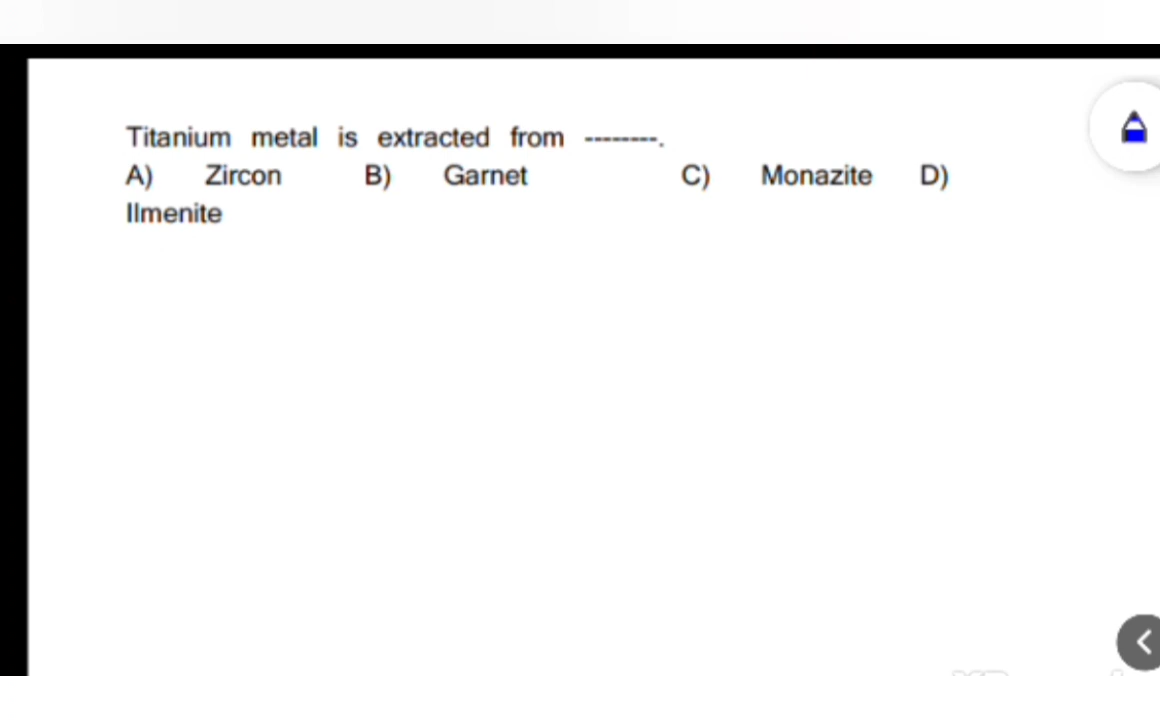 Titanium metal is extracted from --------.
A) Zircon B) Garnet C) Monazite D)
Ilmenite